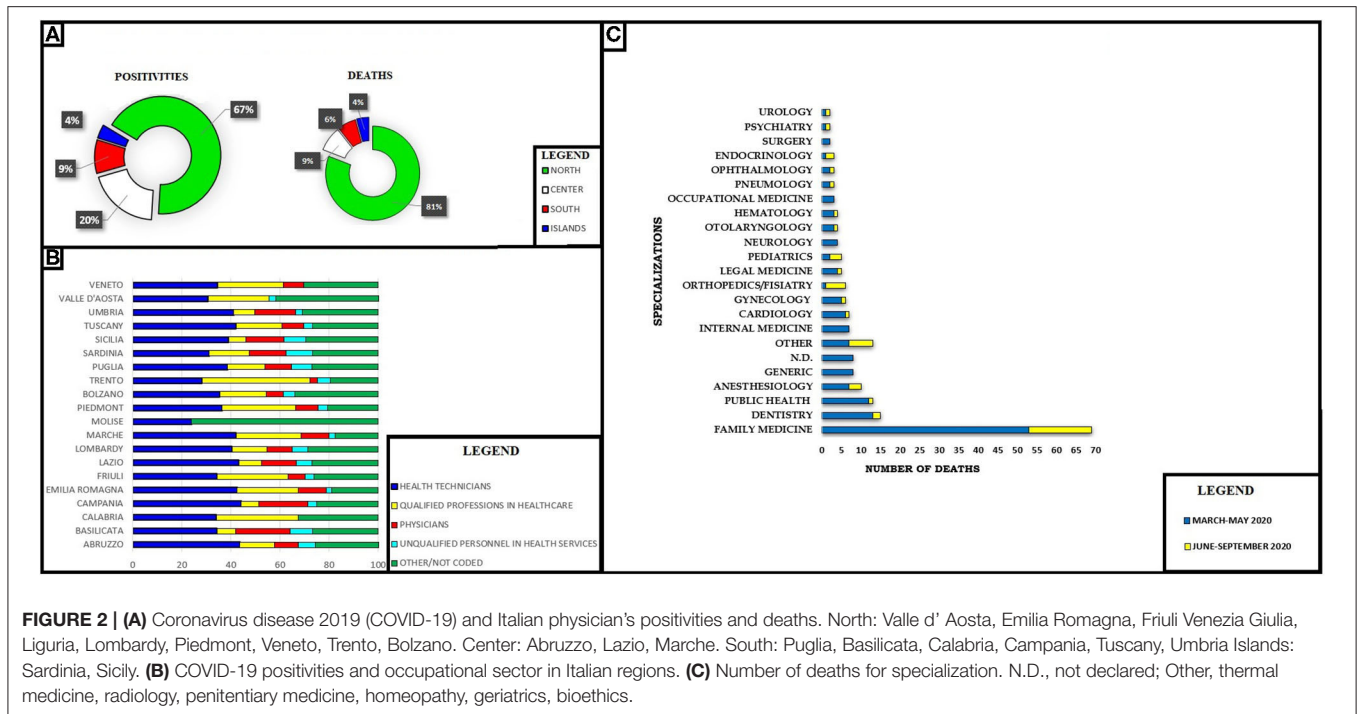 A
POSITIVITIES
67%
4%
9%
20%
DEATHS
4%
6%
9%
81%
LEGEND
NORTH
CENTER
SOUTH
ISLANDS
B
VENETO
VALLE D'AOSTA
UMBRIA
TUSCANY
SICILIA
SARDINIA
PUGLIA
TRENTO
BOLZANO
PIEDMONT
MOLISE
MARCHE
LOMBARDY
LAZIO
FRIULI
EMILIA ROMAGNA
CAMPANIA
CALABRIA
BASILICATA
ABRUZZO
0 20 40 60 80 100
LEGEND
HEALTH TECHNICIANS
QUALIFIED PROFESSIONS IN HEALTHCARE
PHYSICIANS
UNQUALIFIED PERSONNEL IN HEALTH SERVICES
OTHER/NOT CODED
C
SPECIALIZATIONS
UROLOGY
PSYCHIATRY
SURGERY
ENDOCRINOLOGY
OPHTHALMOLOGY
PNEUMOLOGY
OCCUPATIONAL MEDICINE
HEMATOLOGY
OTOLARYNGOLOGY
NEUROLOGY
PEDIATRICS
LEGAL MEDICINE
ORTHOPEDICS/FISIATRY
GYNECOLOGY
CARDIOLOGY
INTERNAL MEDICINE
OTHER
N.D.
GENERIC
ANESTHESIOLOGY
PUBLIC HEALTH
DENTISTRY
FAMILY MEDICINE
0 5 10 15 20 25 30 35 40 45 50 55 60 65 70
NUMBER OF DEATHS
LEGEND
MARCH-MAY 2020
JUNE-SEPTEMBER 2020
FIGURE 2 | (A) Coronavirus disease 2019 (COVID-19) and Italian physician's positivities and deaths. North: Valle d' Aosta, Emilia Romagna, Friuli Venezia Giulia,
Liguria, Lombardy, Piedmont, Veneto, Trento, Bolzano. Center: Abruzzo, Lazio, Marche. South: Puglia, Basilicata, Calabria, Campania, Tuscany, Umbria Islands:
Sardinia, Sicily. (B) COVID-19 positivities and occupational sector in Italian regions. (C) Number of deaths for specialization. N.D., not declared; Other, thermal
medicine, radiology, penitentiary medicine, homeopathy, geriatrics, bioethics.